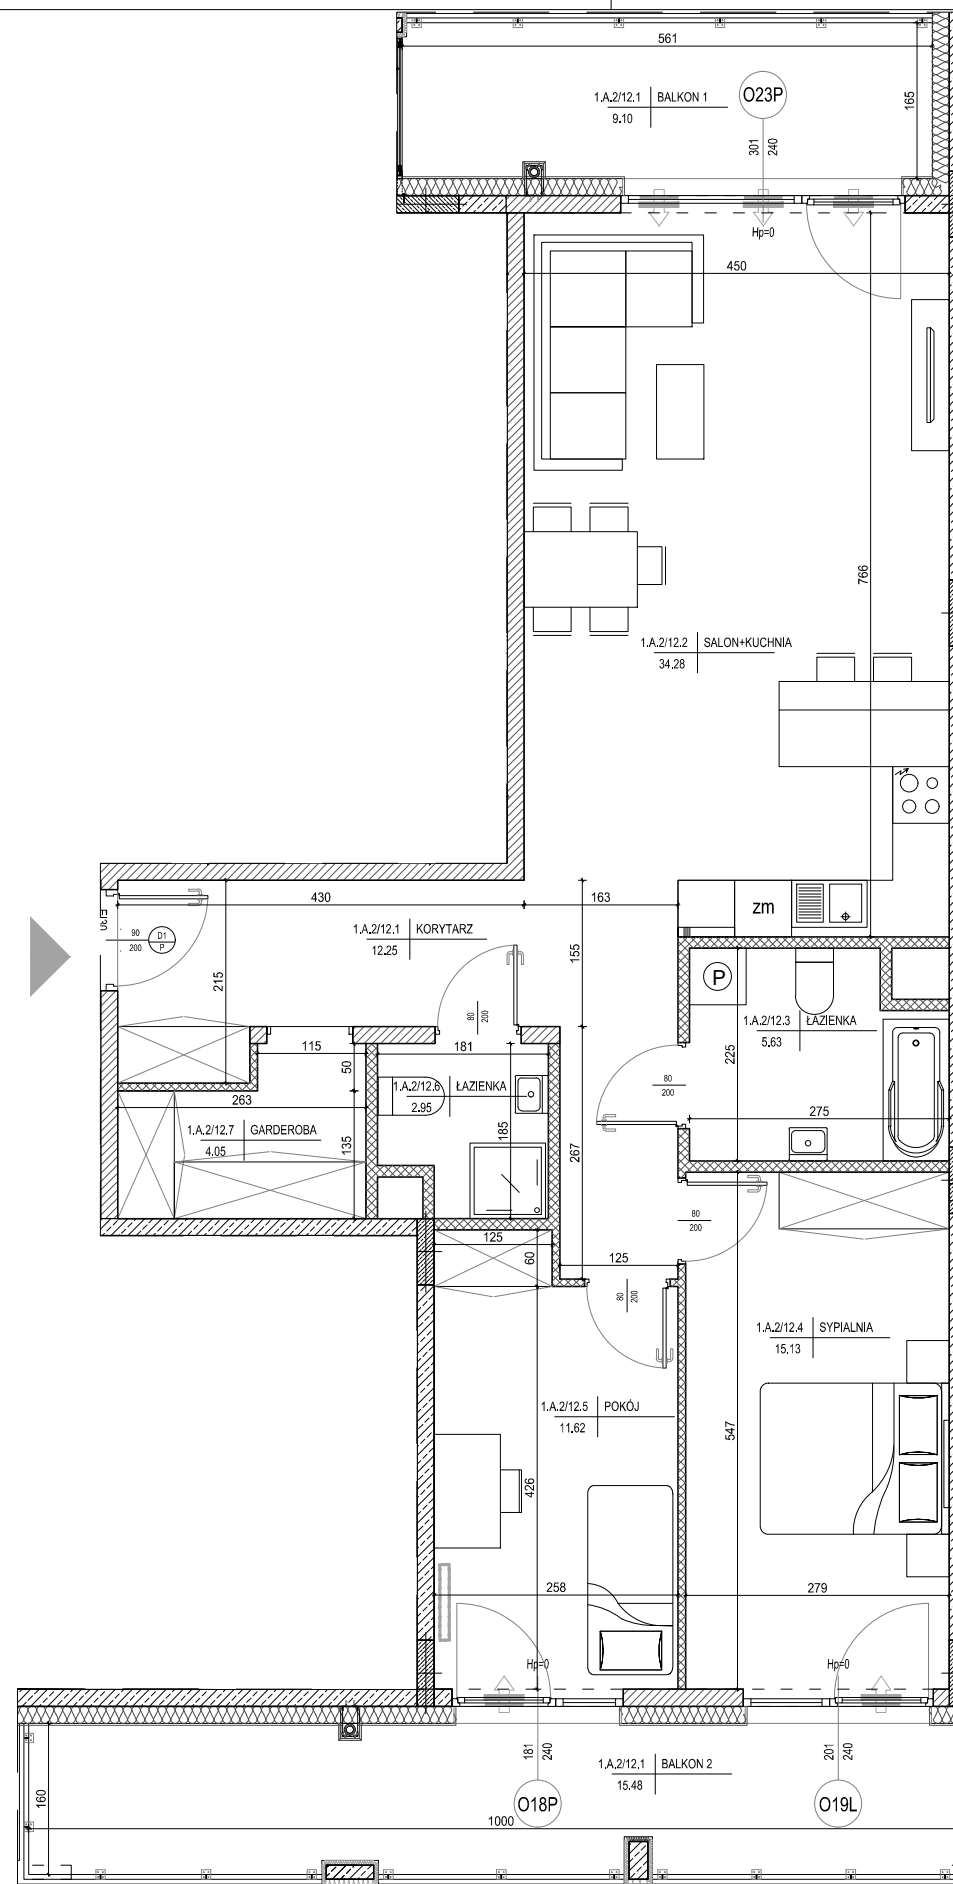 561
1.A.2/12.1 BALKON 1
9.10
O23P
165
301
240
Hp=0
450
766
1.A.2/12.2 SALON+KUCHNIA
34.28
zm
430
163
EI30
90
200
D1
P
1.A.2/12.1 KORYTARZ
12.25
215
155
80
200
P
1.A.2/12.3 ŁAZIENKA
5.63
225
275
80
200
115
50
181
1.A.2/12.6 ŁAZIENKA
2.95
263
1.A.2/12.7 GARDEROBA
4.05
135
185
267
80
200
125
60
125
80
200
1.A.2/12.4 SYPIALNIA
15.13
1.A.2/12.5 POKÓJ
11.62
547
426
258
279
Hp=0
Hp=0
181
240
201
240
1.A.2/12.1 BALKON 2
15.48
160
1000
O18P
O19L